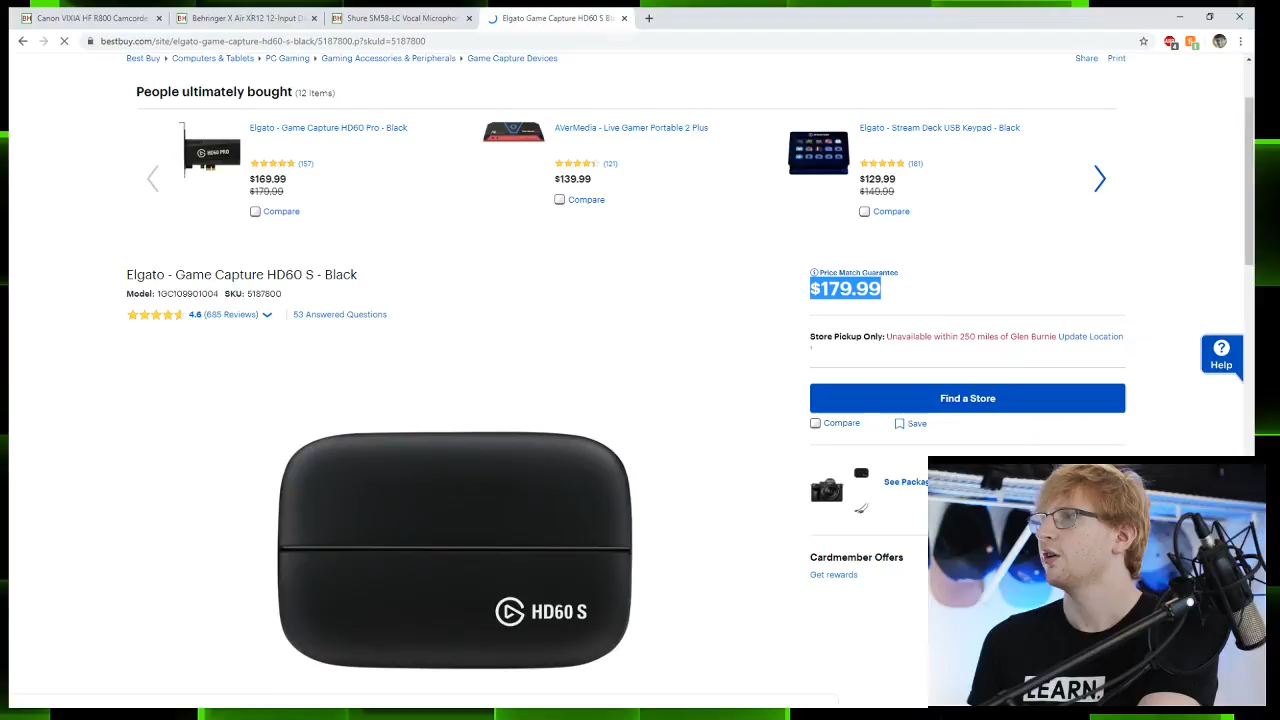 Canon VIXIA HF R800 Camcorde
Behringer X Air XR12 12-Input D
Shure SM58-LC Vocal Microphon
Elgato Game Capture HD60 S Bl
bestbuy.com/site/elgato-game-capture-hd60-s-black/5187800.p?skuId=5187800
Best Buy
Computers & Tablets
PC Gaming
Gaming Accessories & Peripherals
Game Capture Devices
Share
Print
People ultimately bought (12 Items)
Elgato - Game Capture HD60 Pro - Black
(157)
$169.99
$179.99
Compare
HD60 PRO
AVerMedia - Live Gamer Portable 2 Plus
(121)
$139.99
Compare
Elgato - Stream Deck USB Keypad - Black
(181)
$129.99
$149.99
Compare
Elgato - Game Capture HD60 S - Black
Model: 1GC109901004 SKU: 5187800
4.6 (685 Reviews)
53 Answered Questions
Price Match Guarantee
$179.99
Store Pickup Only: Unavailable within 250 miles of Glen Burnie Update Location
Find a Store
Compare
Save
See Packa
Cardmember Offers
Get rewards
? Help
HD60 S
LEARN.